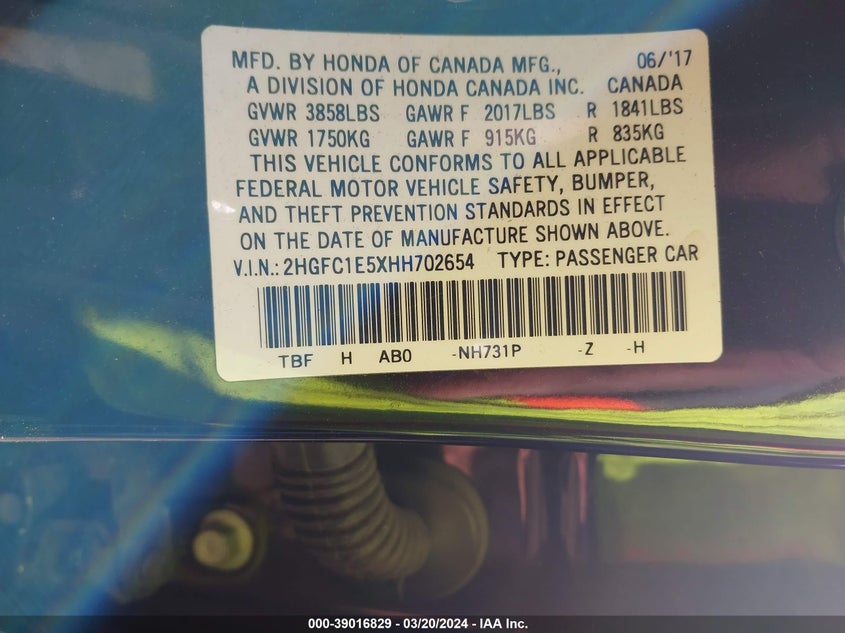 MFD. BY HONDA OF CANADA MFG., 06/'17
A DIVISION OF HONDA CANADA INC. CANADA
GVWR 3858LBS GAWR F 2017LBS R 1841LBS
GVWR 1750KG GAWR F 915KG R 835KG
THIS VEHICLE CONFORMS TO ALL APPLICABLE
FEDERAL MOTOR VEHICLE SAFETY, BUMPER,
AND THEFT PREVENTION STANDARDS IN EFFECT
ON THE DATE OF MANUFACTURE SHOWN ABOVE.
V.I.N.: 2HGFC1E5XHH702654 TYPE: PASSENGER CAR
TBF H AB0 -NH731P -Z -H
000-39016829 - 03/20/2024 - IAA Inc.